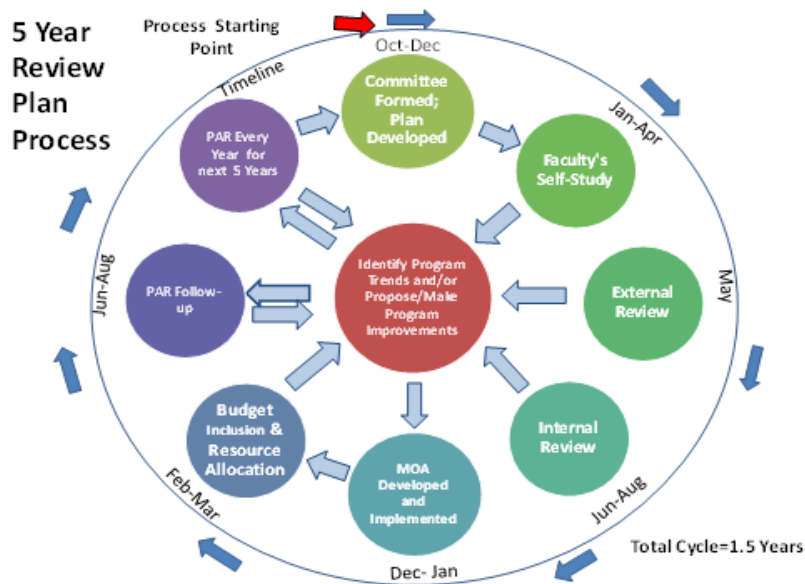 5 Year
Review
Plan
Process
Process Starting
Point
Timeline
Oct-Dec
Committee
Formed;
Plan
Developed
Jan-Apr
Faculty's
Self-Study
May
External
Review
Internal
Review
Jun-Aug
Total Cycle=1.5 Years
MOA
Developed
and
Implemented
Dec- Jan
Budget
Inclusion &
Resource
Allocation
Feb-Mar
PAR Follow-
up
Jun-Aug
PAR Every
Year for
next 5 Years
Identify Program
Trends and/or
Propose/Make
Program
Improvements